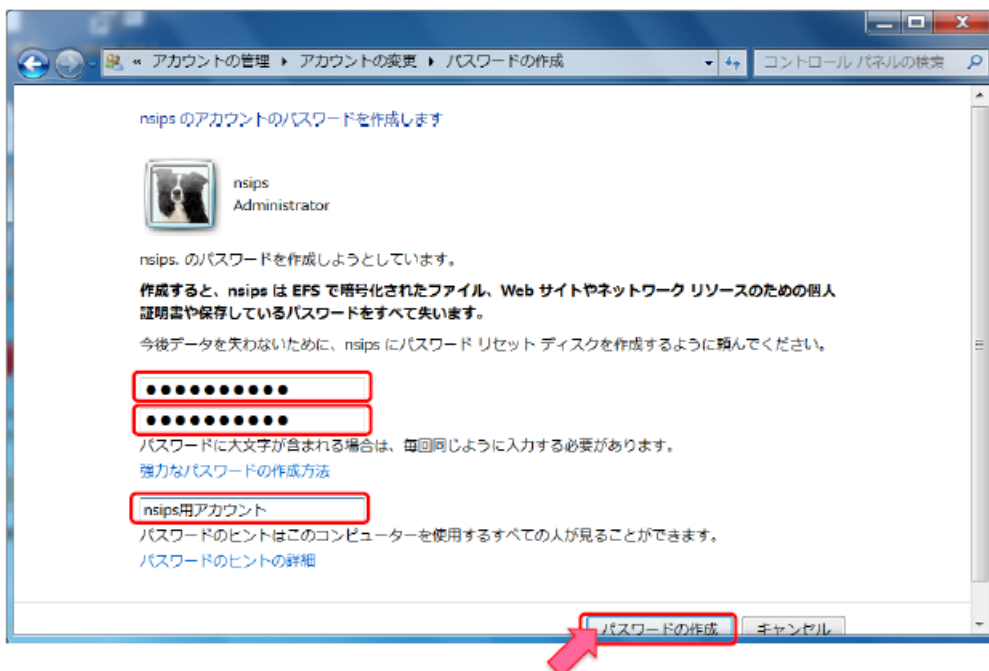 « アカウントの管理 ▸ アカウントの変更 ▸ パスワードの作成
コントロール パネルの検索
nsips のアカウントのパスワードを作成します
nsips
Administrator
nsips. のパスワードを作成しようとしています。
作成すると、nsips は EFS で暗号化されたファイル、Web サイトやネットワーク リソースのための個人
証明書や保存しているパスワードをすべて失います。
今後データを失わないために、nsips にパスワード リセット ディスクを作成するように頼んでください。
●●●●●●●●●●
●●●●●●●●●●
パスワードに大文字が含まれる場合は、毎回同じように入力する必要があります。
強力なパスワードの作成方法
nsips用アカウント
パスワードのヒントはこのコンピューターを使用するすべての人が見ることができます。
パスワードのヒントの詳細
パスワードの作成
キャンセル